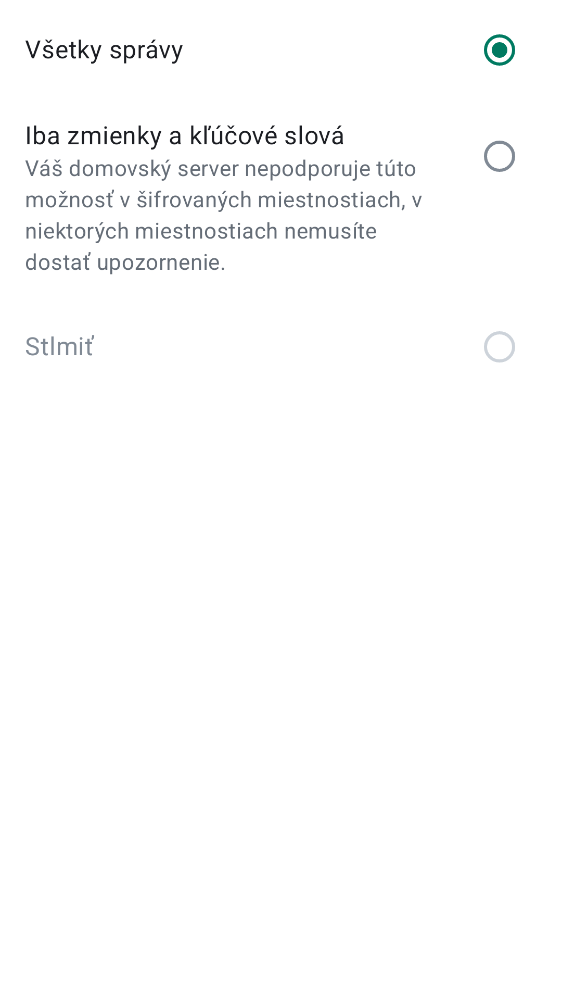 Všetky správy
Iba zmienky a kľúčové slová
Váš domovský server nepodporuje túto
možnosť v šifrovaných miestnostiach, v
niektorých miestnostiach nemusíte
dostať upozornenie.
Stlmiť